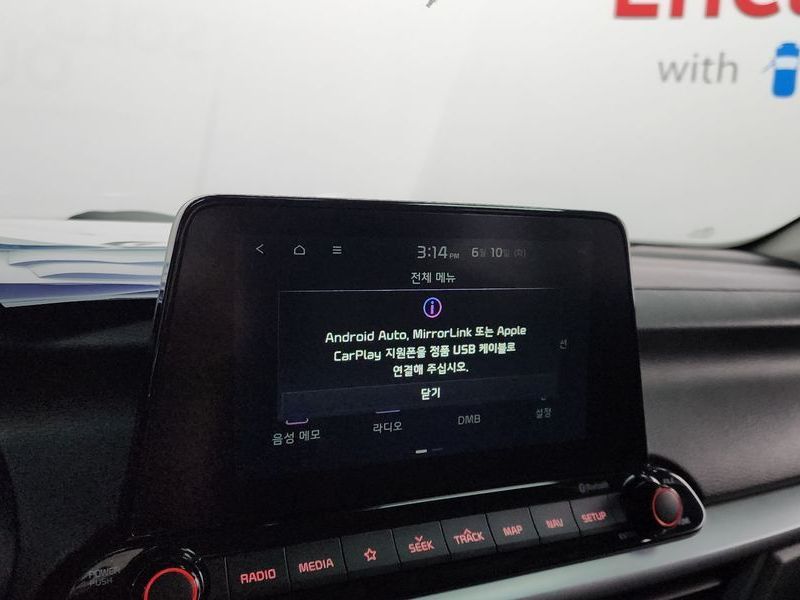 with
3:14 PM 6월 10일 (화)
전체 메뉴
Android Auto, MirrorLink 또는 Apple
CarPlay 지원폰을 정품 USB 케이블로
연결해 주십시오.
닫기
음성 메모 라디오 DMB 설정
POWER
PUSH
RADIO MEDIA SEEK TRACK MAP NAV SETUP